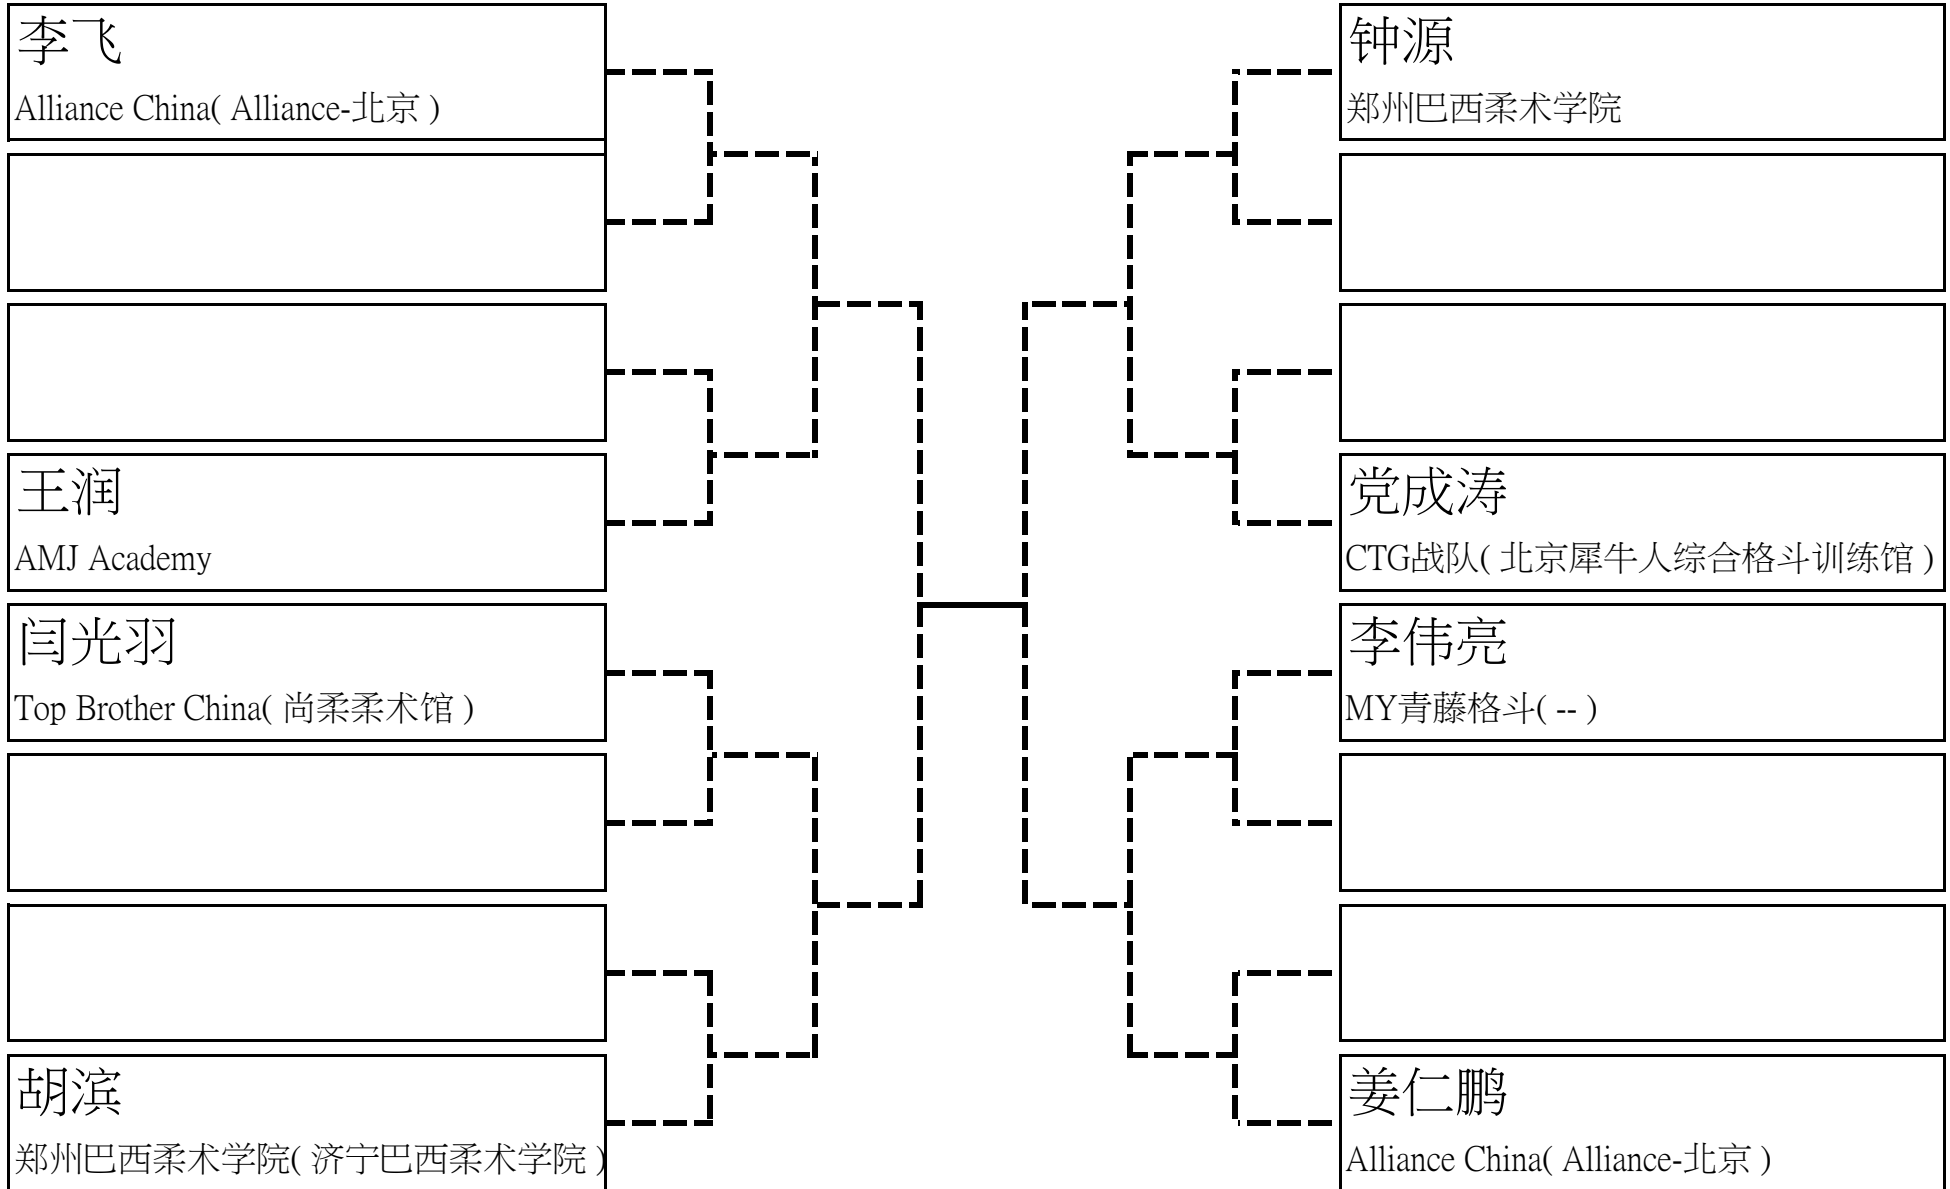 李飞
Alliance China( Alliance-北京 )
王润
AMJ Academy
闫光羽
Top Brother China( 尚柔柔术馆 )
胡滨
郑州巴西柔术学院( 济宁巴西柔术学院 )
钟源
郑州巴西柔术学院
党成涛
CTG战队( 北京犀牛人综合格斗训练馆 )
李伟亮
MY青藤格斗( -- )
姜仁鹏
Alliance China( Alliance-北京 )